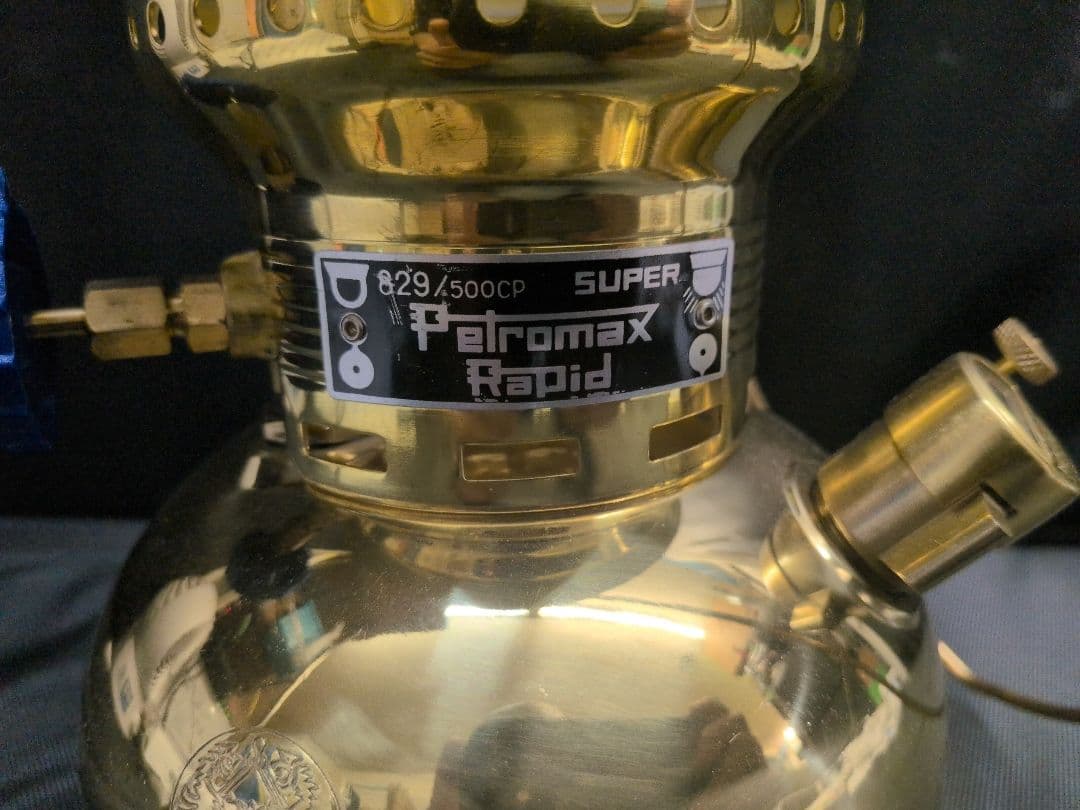 829/500CP SUPER
Petromax
Rapid